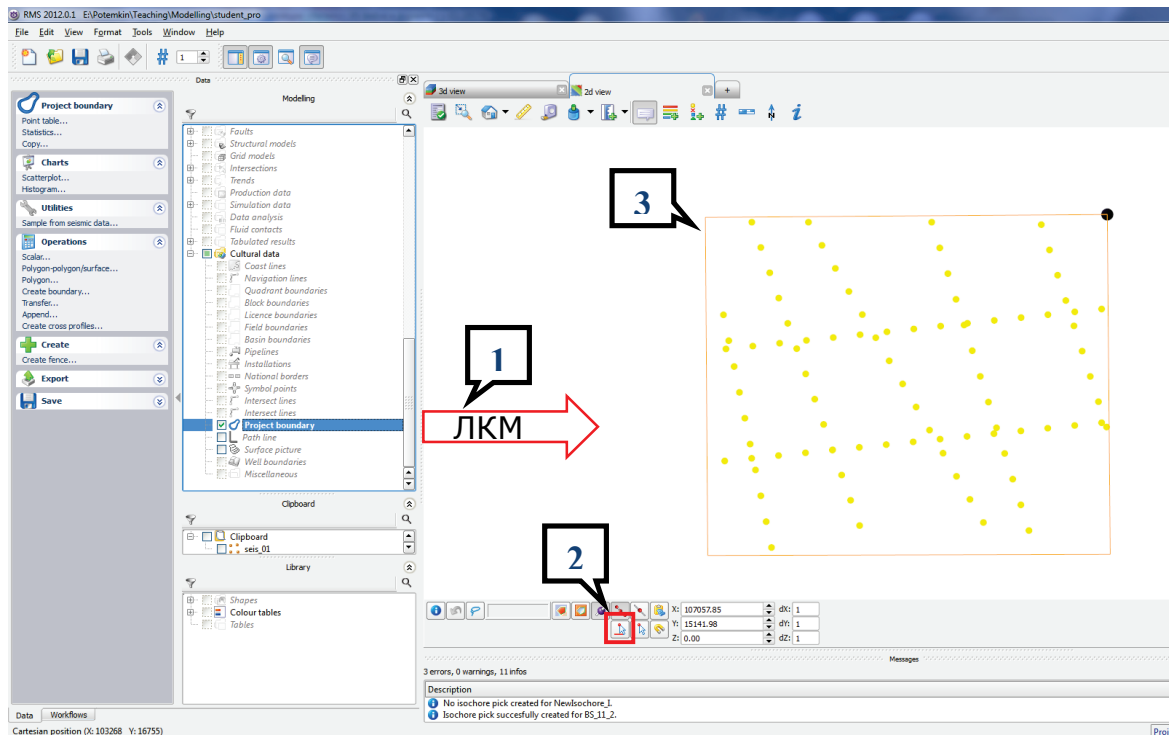 RMS 2012.0.1 E:\Potemkin\Teaching\Modelling\student_pro
File Edit View Format Tools Window Help
# 1
Data
Project boundary
Point table...
Statistics...
Copy...
Charts
Scatterplot...
Histogram...
Utilities
Sample from seismic data...
Operations
Scalar...
Polygon-polygon/surface...
Polygon...
Create boundary...
Transfer...
Append...
Create cross profiles...
Create
Create fence...
Export
Save
Modelling
Faults
Structural models
Grid models
Intersections
Trends
Production data
Simulation data
Data analysis
Fluid contacts
Tabulated results
Cultural data
Coast lines
Navigation lines
Quadrant boundaries
Block boundaries
Licence boundaries
Field boundaries
Basin boundaries
Pipelines
Installations
National borders
Symbol points
Intersect lines
Intersect lines
Project boundary
Path line
Surface picture
Well boundaries
Miscellaneous
Clipboard
Clipboard
seis_01
Library
Shapes
Colour tables
Tables
3d view
2d view
+
# N i
3
1
ЛКМ
2
X: 107057.85 dX: 1
Y: 15141.98 dY: 1
Z: 0.00 dZ: 1
Messages
3 errors, 0 warnings, 11 infos
Description
No isochore pick created for NewIsochore_I.
Isochore pick succesfully created for BS_11_2.
Data Workflows
Cartesian position (X: 103268 Y: 16755)
Proj